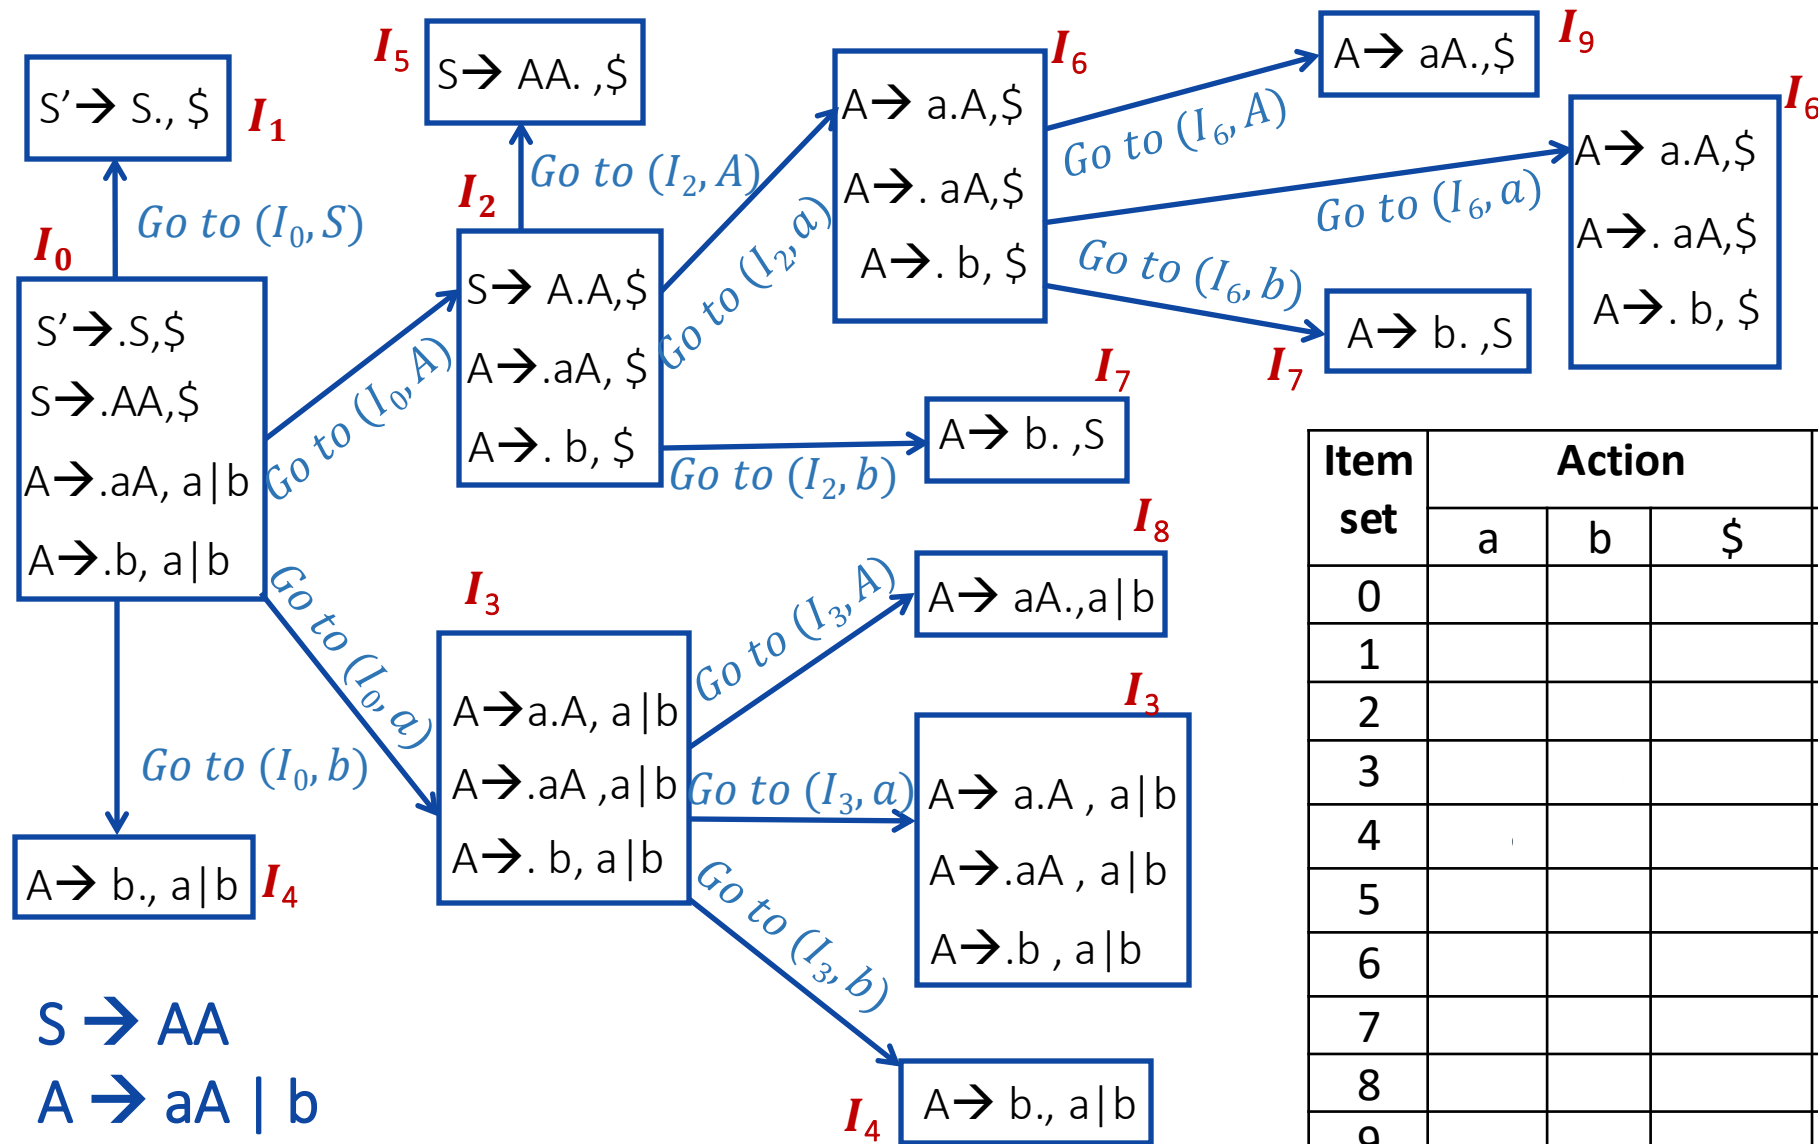 I5
S→ AA. ,$
I6
A→ aA.,$
I9
S'→ S., $
I1
A→ a.A,$
A→. aA,$
A→. b, $
Go to (I6, A)
I6
A→ a.A,$
A→. aA,$
A→. b, $
Go to (I6, a)
Go to (I6, b)
A→ b. ,S
I7
Go to (I0, S)
I2
Go to (I2, A)
Go to (I2, a)
I0
S'→.S,$
S→.AA,$
A→.aA, a|b
A→.b, a|b
Go to (I0, A)
S→ A.A,$
A→.aA, $
A→. b, $
Go to (I2, b)
I7
A→ b. ,S
I8
A→ aA.,a|b
Go to (I0, a)
I3
A→a.A, a|b
A→.aA ,a|b
A→. b, a|b
Go to (I3, A)
I3
Go to (I3, a)
A→ a.A , a|b
A→.aA , a|b
A→.b , a|b
Go to (I0, b)
A→ b., a|b
I4
Go to (I3, b)
I4
A→ b., a|b
S → AA
A → aA | b
Item set Action
a b $
0
1
2
3
4
5
6
7
8
9